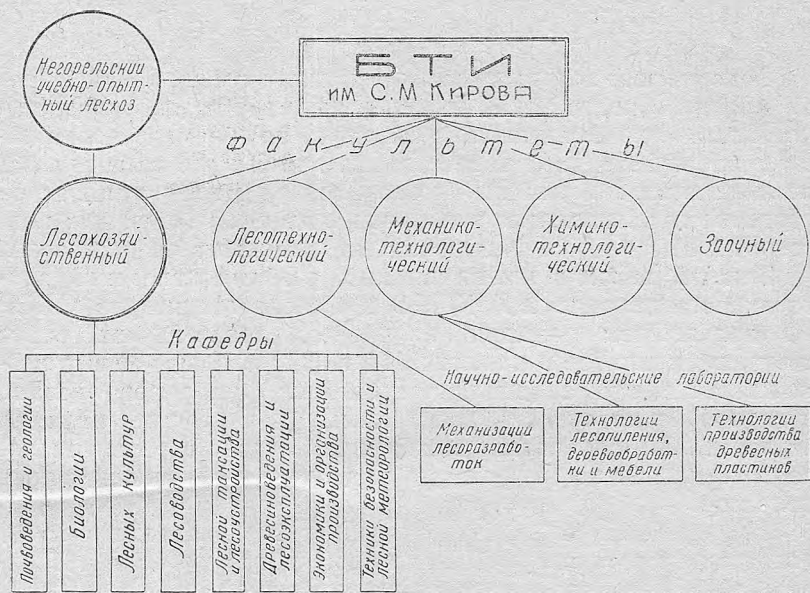 БТИ
им С.М Кирова
Негорельский
учебно-опыт-
ный лесхоз
Факультеты
Лесохозяй-
ственный
Лесотехно-
логический
Механико-
технологи-
ческий
Химико-
технологи-
ческий
Заочный
Кафедры
Почвоведения и геологии
Биологии
Лесных культур
Лесоводства
Лесной таксации
и лесоустройства
Древесиноведения и
лесоэксплуатации
Экономики и организации
производства
Техники безопасности и
лесной метеорологии
Научно-исследовательские лаборатории
Механизации
лесоразрабо-
ток
Технологии
лесопиления,
деревообработ-
ки и мебели
Технологии
производства
древесных
пластиков